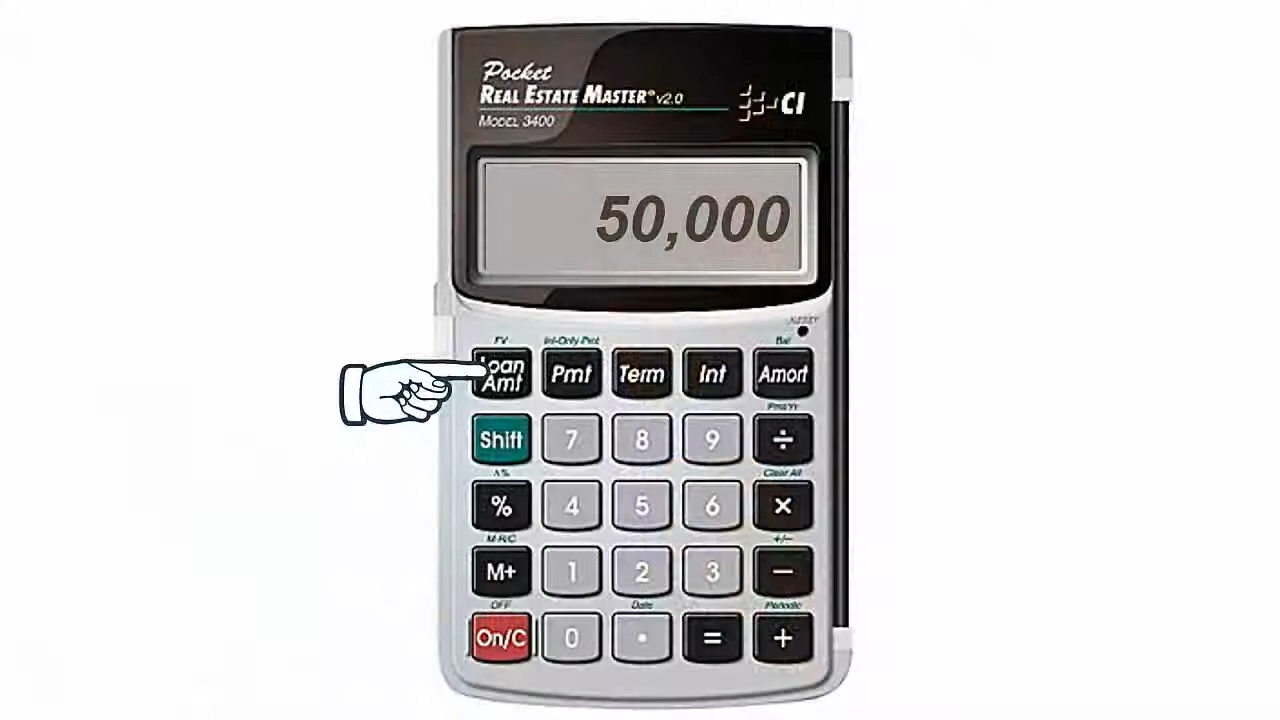 Pocket
REAL ESTATE MASTER® v2.0
MODEL 3400
CI
50,000
FV Int-Only Pmt Bal
Loan Amt Pmt Term Int Amort
Pmt/Yr
Shift 7 8 9 ÷
Clear All
% 4 5 6 ×
M-R/C +/−
M+ 1 2 3 −
OFF Date Periodic
On/C 0 • = +